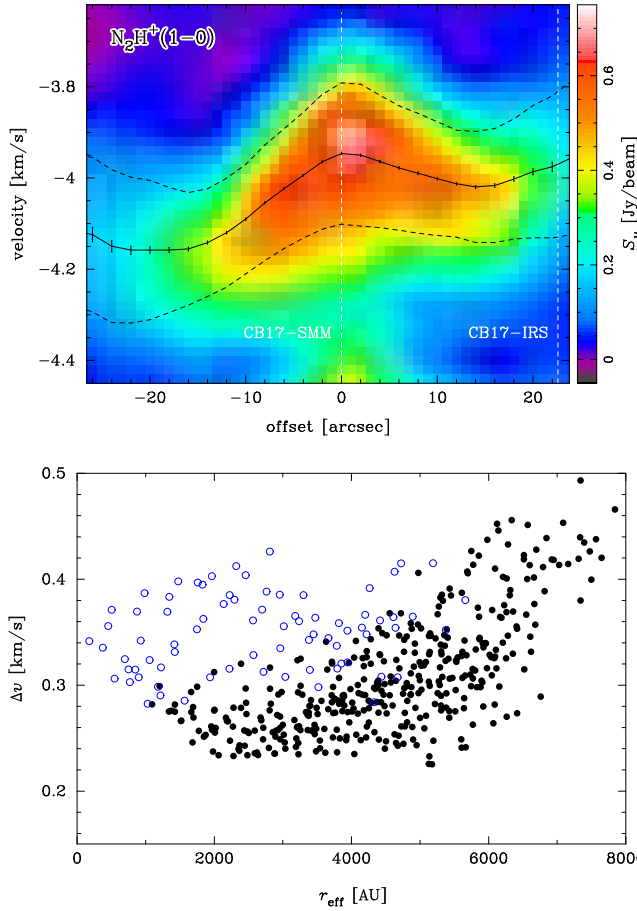 N₂H⁺(1−0)
−3.8
−4
−4.2
−4.4
velocity [km/s]
CB17−SMM
CB17−IRS
−20
−10
0
10
20
offset [arcsec]
0
0.2
0.4
0.6
Sν [Jy/beam]
0.5
0.4
0.3
0.2
Δv [km/s]
0
2000
4000
6000
8000
r_eff [AU]